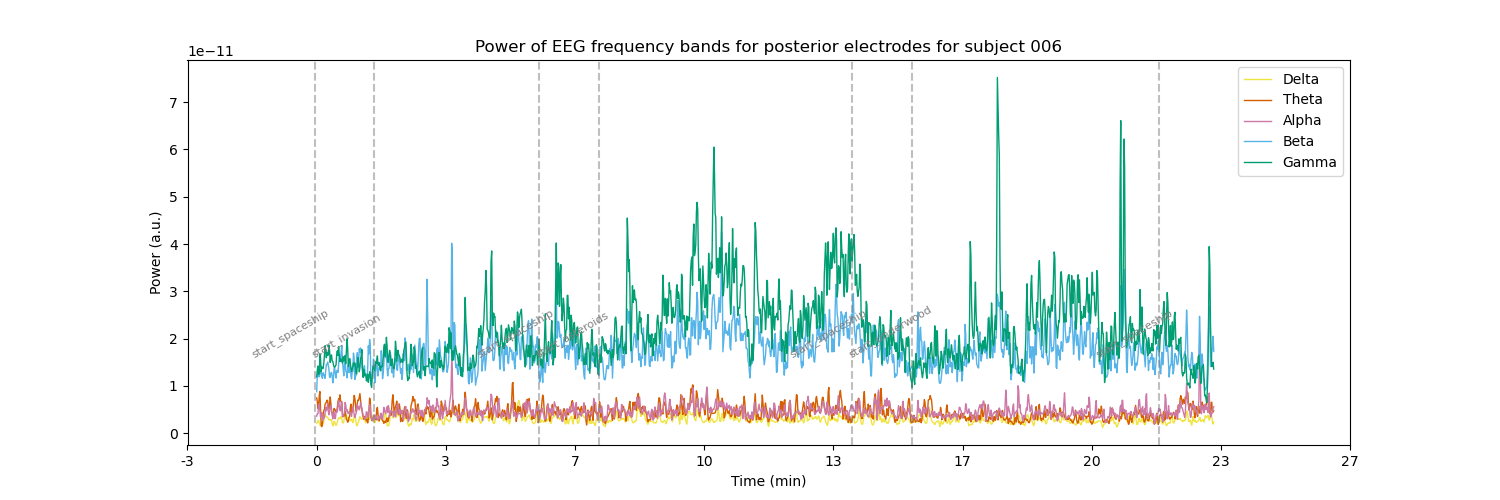 Power of EEG frequency bands for posterior electrodes for subject 006
1e−11
Power (a.u.)
7
6
5
4
3
2
1
0
Delta
Theta
Alpha
Beta
Gamma
start_spaceship
start_invasion
start_spaceship
start_spaceship
-3
0
3
7
10
13
17
20
23
27
Time (min)